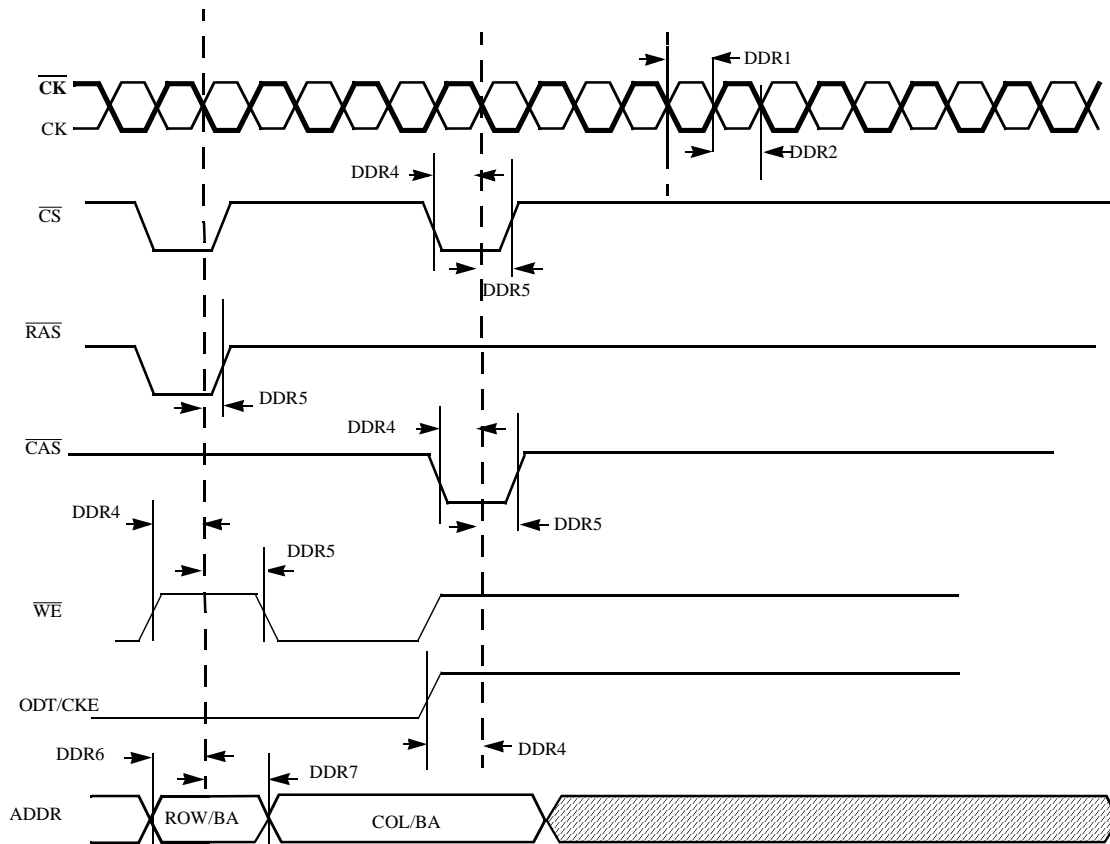 DDR1
CK
CK
DDR2
DDR4
CS
DDR5
RAS
DDR5
DDR4
CAS
DDR4
DDR5
DDR5
WE
ODT/CKE
DDR4
DDR6
DDR7
ADDR
ROW/BA
COL/BA